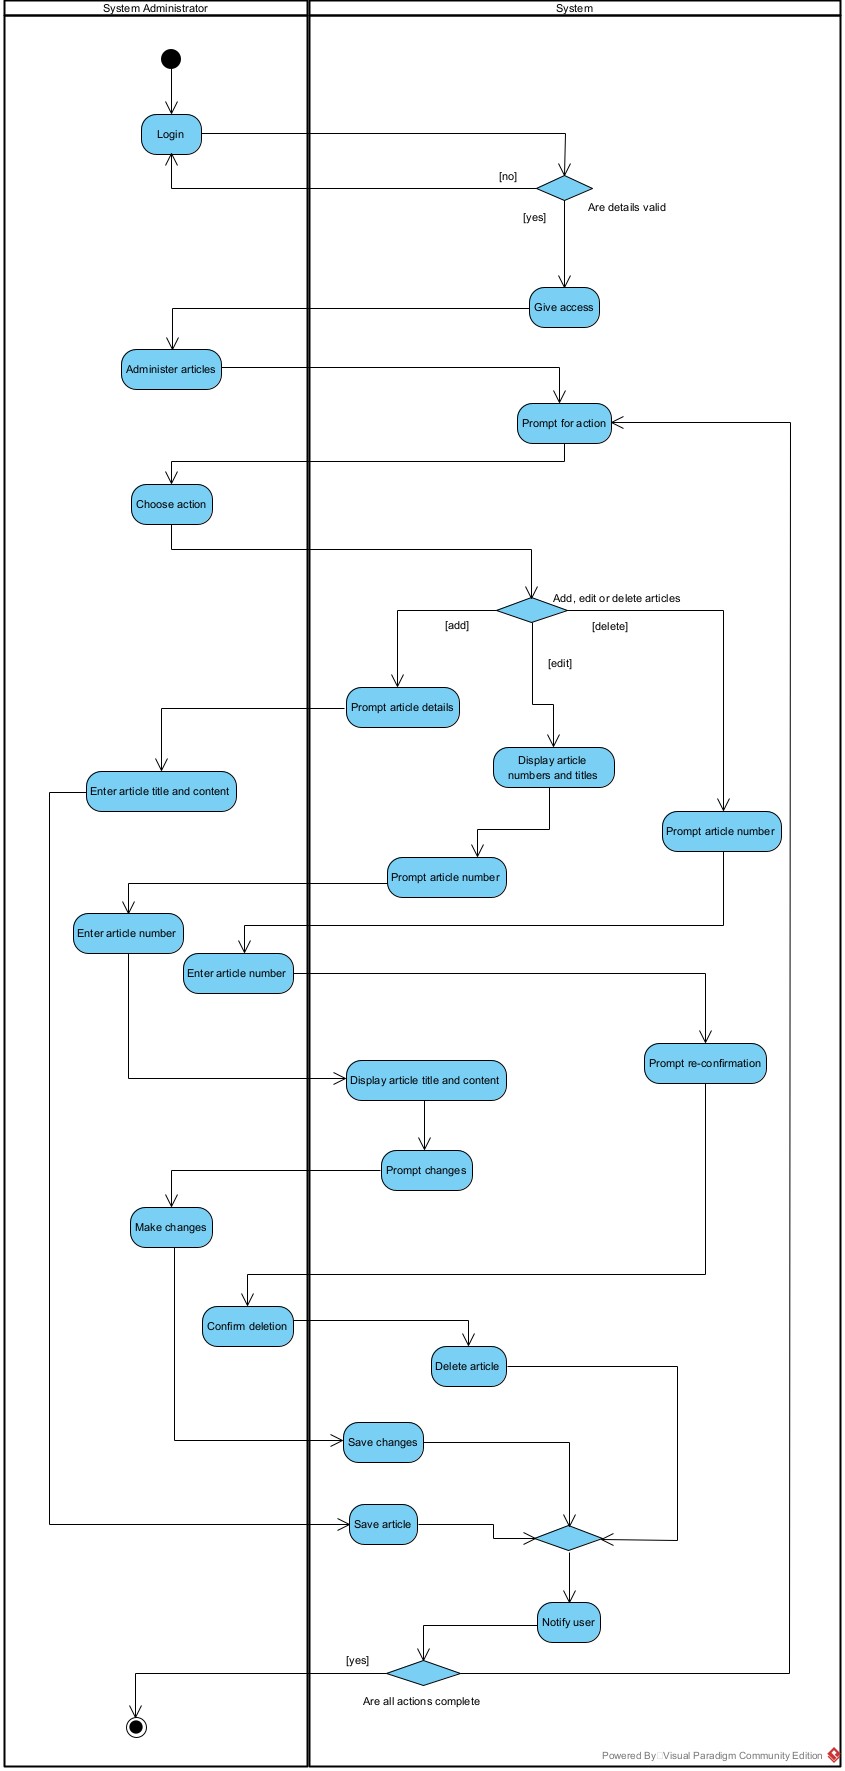 System Administrator
System
Login
[no]
Are details valid
[yes]
Give access
Administer articles
Prompt for action
Choose action
Add, edit or delete articles
[add]
[delete]
[edit]
Prompt article details
Display article
numbers and titles
Enter article title and content
Prompt article number
Prompt article number
Enter article number
Enter article number
Prompt re-confirmation
Display article title and content
Prompt changes
Make changes
Confirm deletion
Delete article
Save changes
Save article
Notify user
[yes]
Are all actions complete
Powered By Visual Paradigm Community Edition